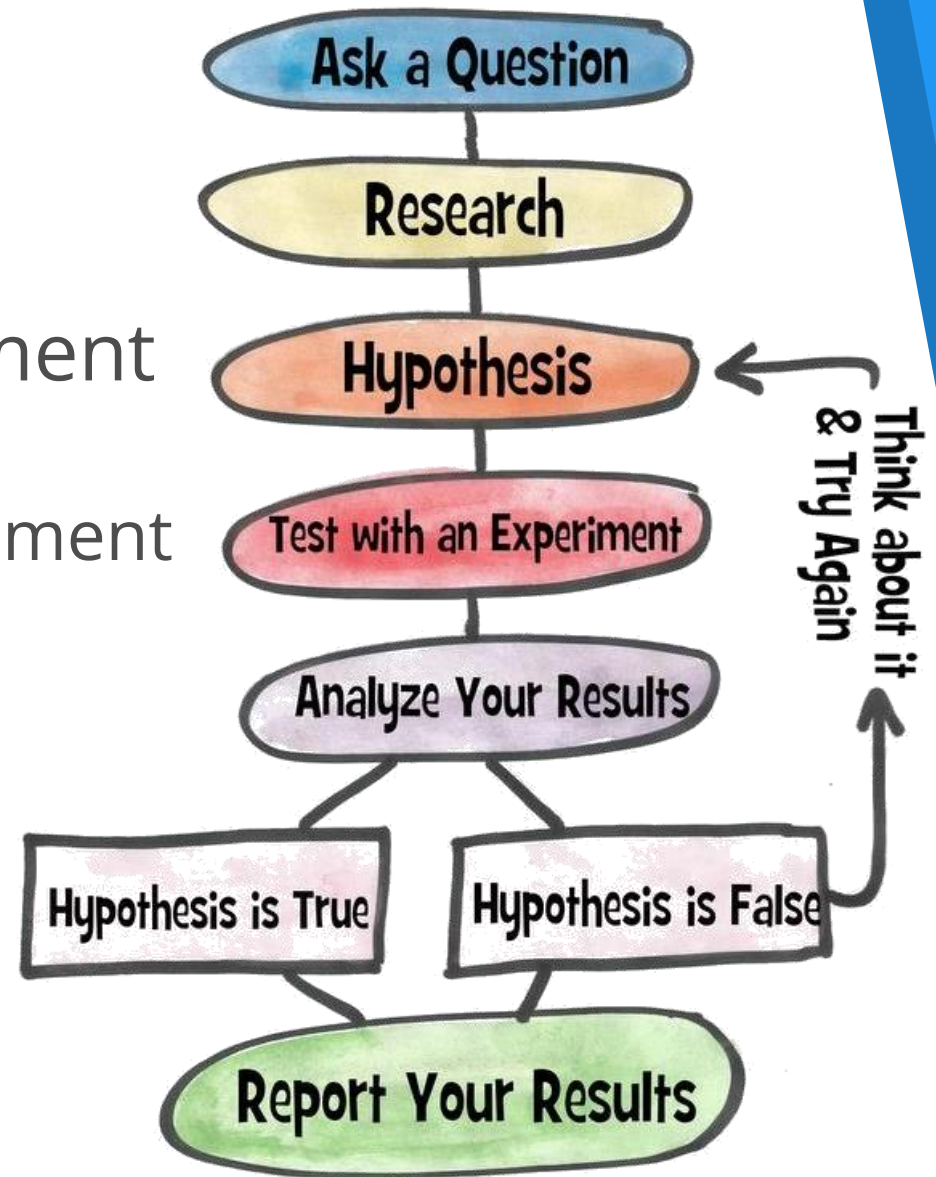 Ask a Question
Research
ment
Hypothesis
Think about it
& Try Again
ment
Test with an Experiment
Analyze Your Results
Hypothesis is True
Hypothesis is False
Report Your Results